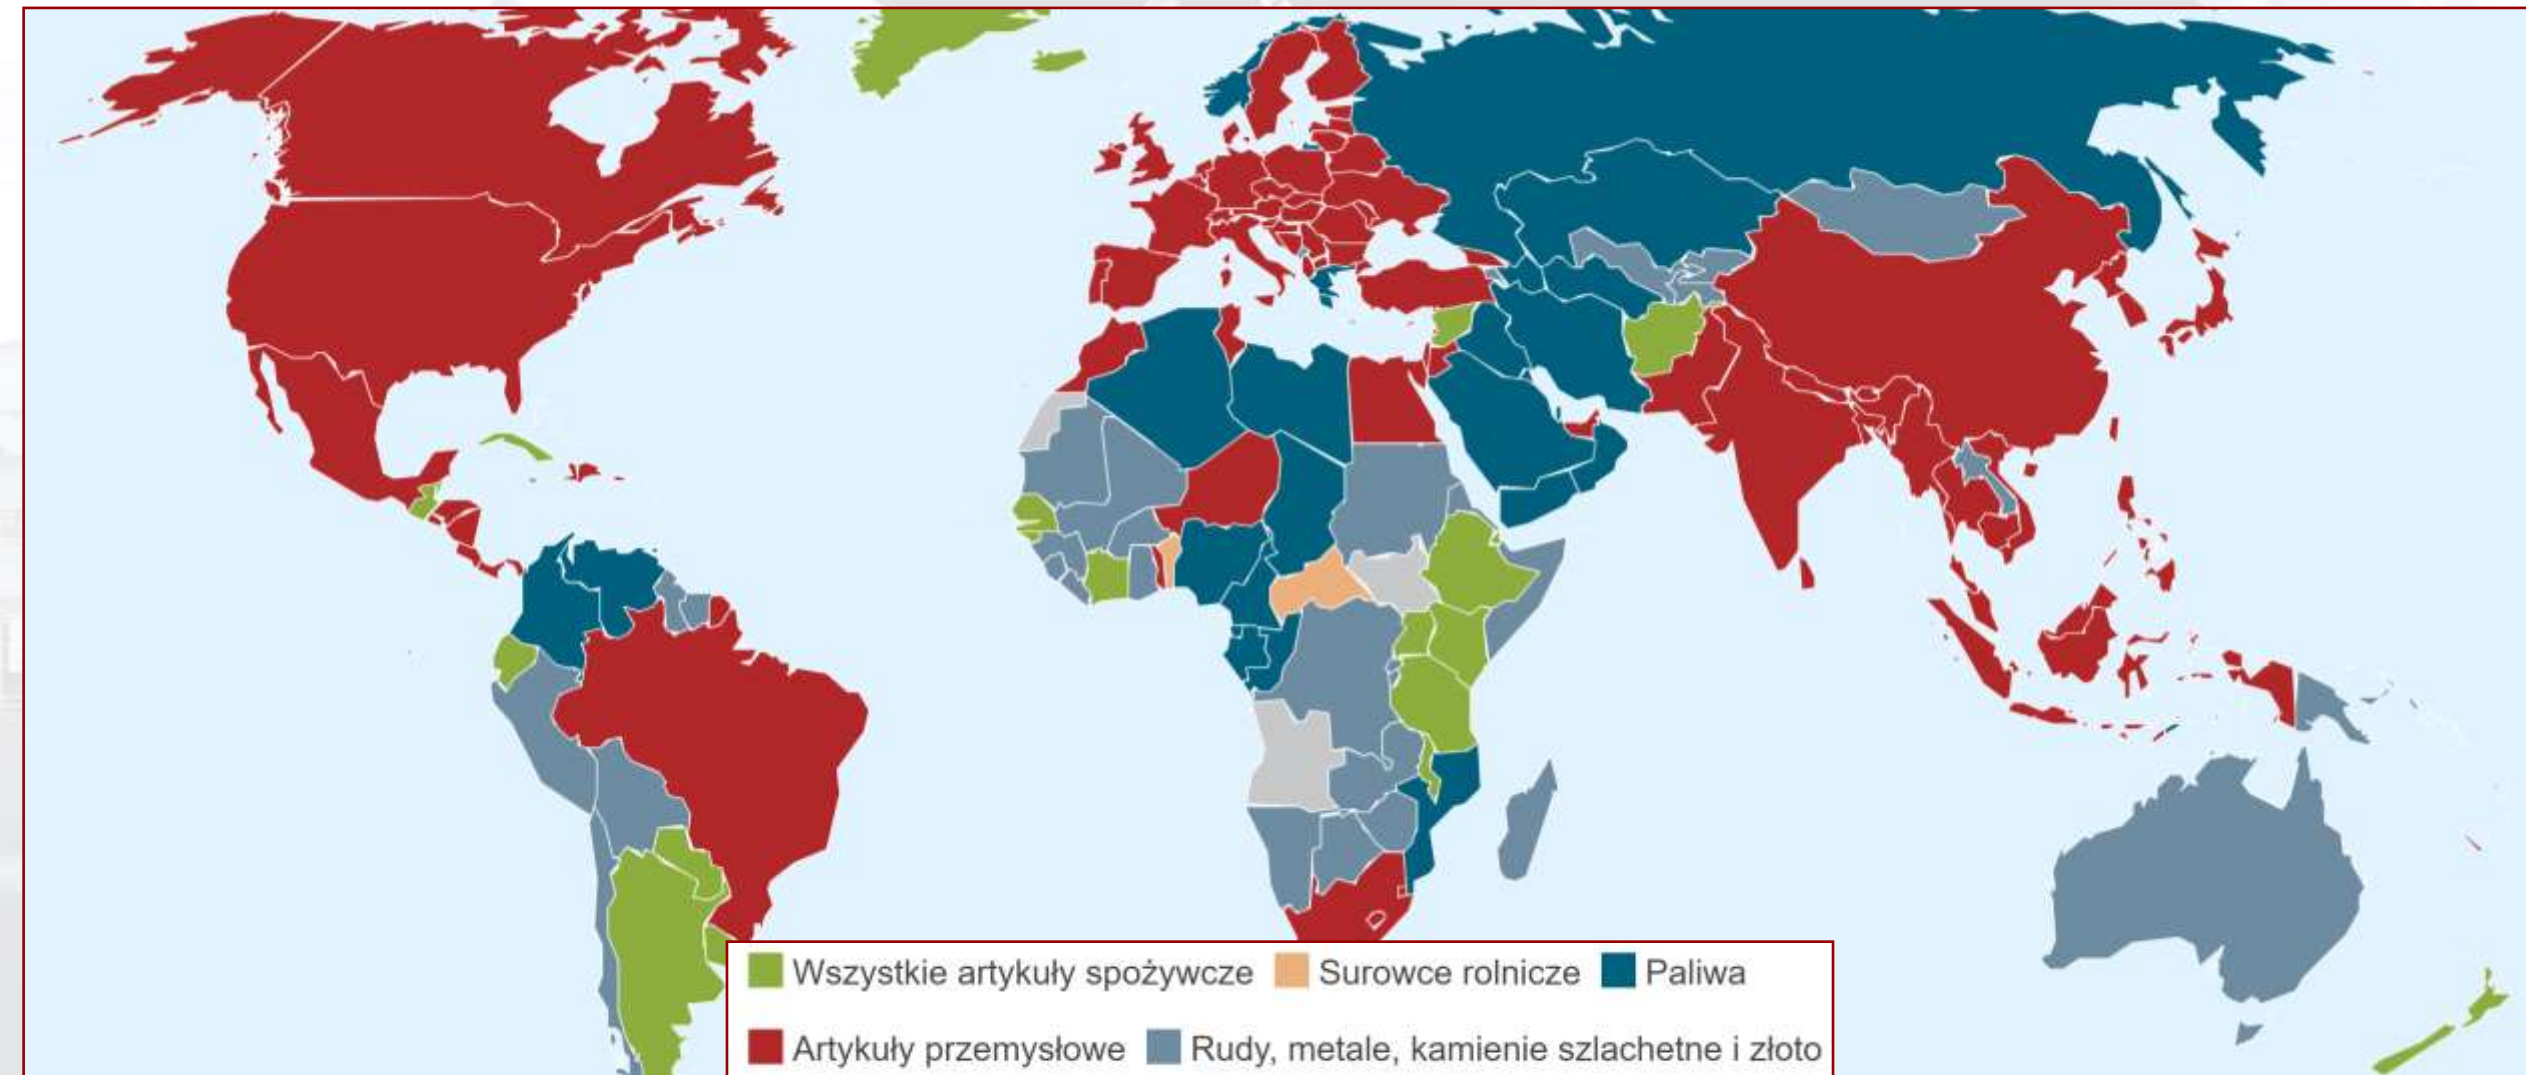 Wszystkie artykuły spożywcze Surowce rolnicze Paliwa
Artykuły przemysłowe Rudy, metale, kamienie szlachetne i złoto